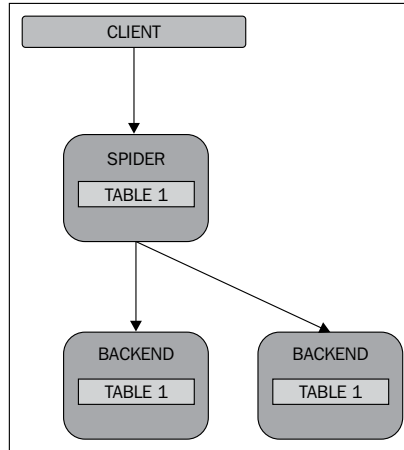 CLIENT
SPIDER
TABLE 1
BACKEND
TABLE 1
BACKEND
TABLE 1